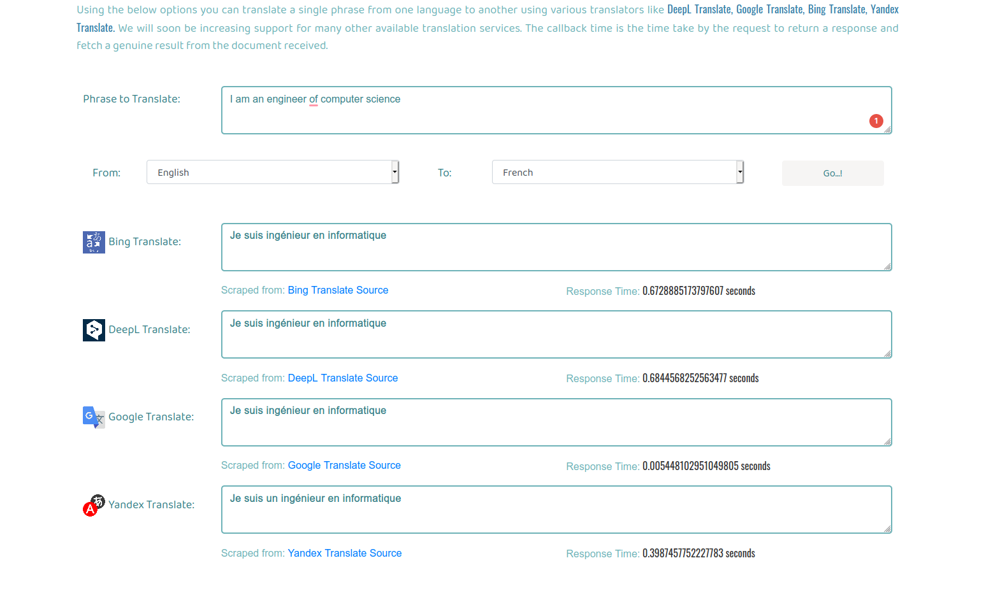 Using the below options you can translate a single phrase from one language to another using various translators like DeepL Translate, Google Translate, Bing Translate, Yandex
Translate. We will soon be increasing support for many other available translation services. The callback time is the time take by the request to return a response and
fetch a genuine result from the document received.
Phrase to Translate:
I am an engineer of computer science
1
From:
English
To:
French
Go...!
Bing Translate:
Je suis ingénieur en informatique
Scraped from: Bing Translate Source
Response Time: 0.6728885173797607 seconds
DeepL Translate:
Je suis ingénieur en informatique
Scraped from: DeepL Translate Source
Response Time: 0.6844568252563477 seconds
Google Translate:
Je suis ingénieur en informatique
Scraped from: Google Translate Source
Response Time: 0.005448102951049805 seconds
Yandex Translate:
Je suis un ingénieur en informatique
Scraped from: Yandex Translate Source
Response Time: 0.3987457752227783 seconds